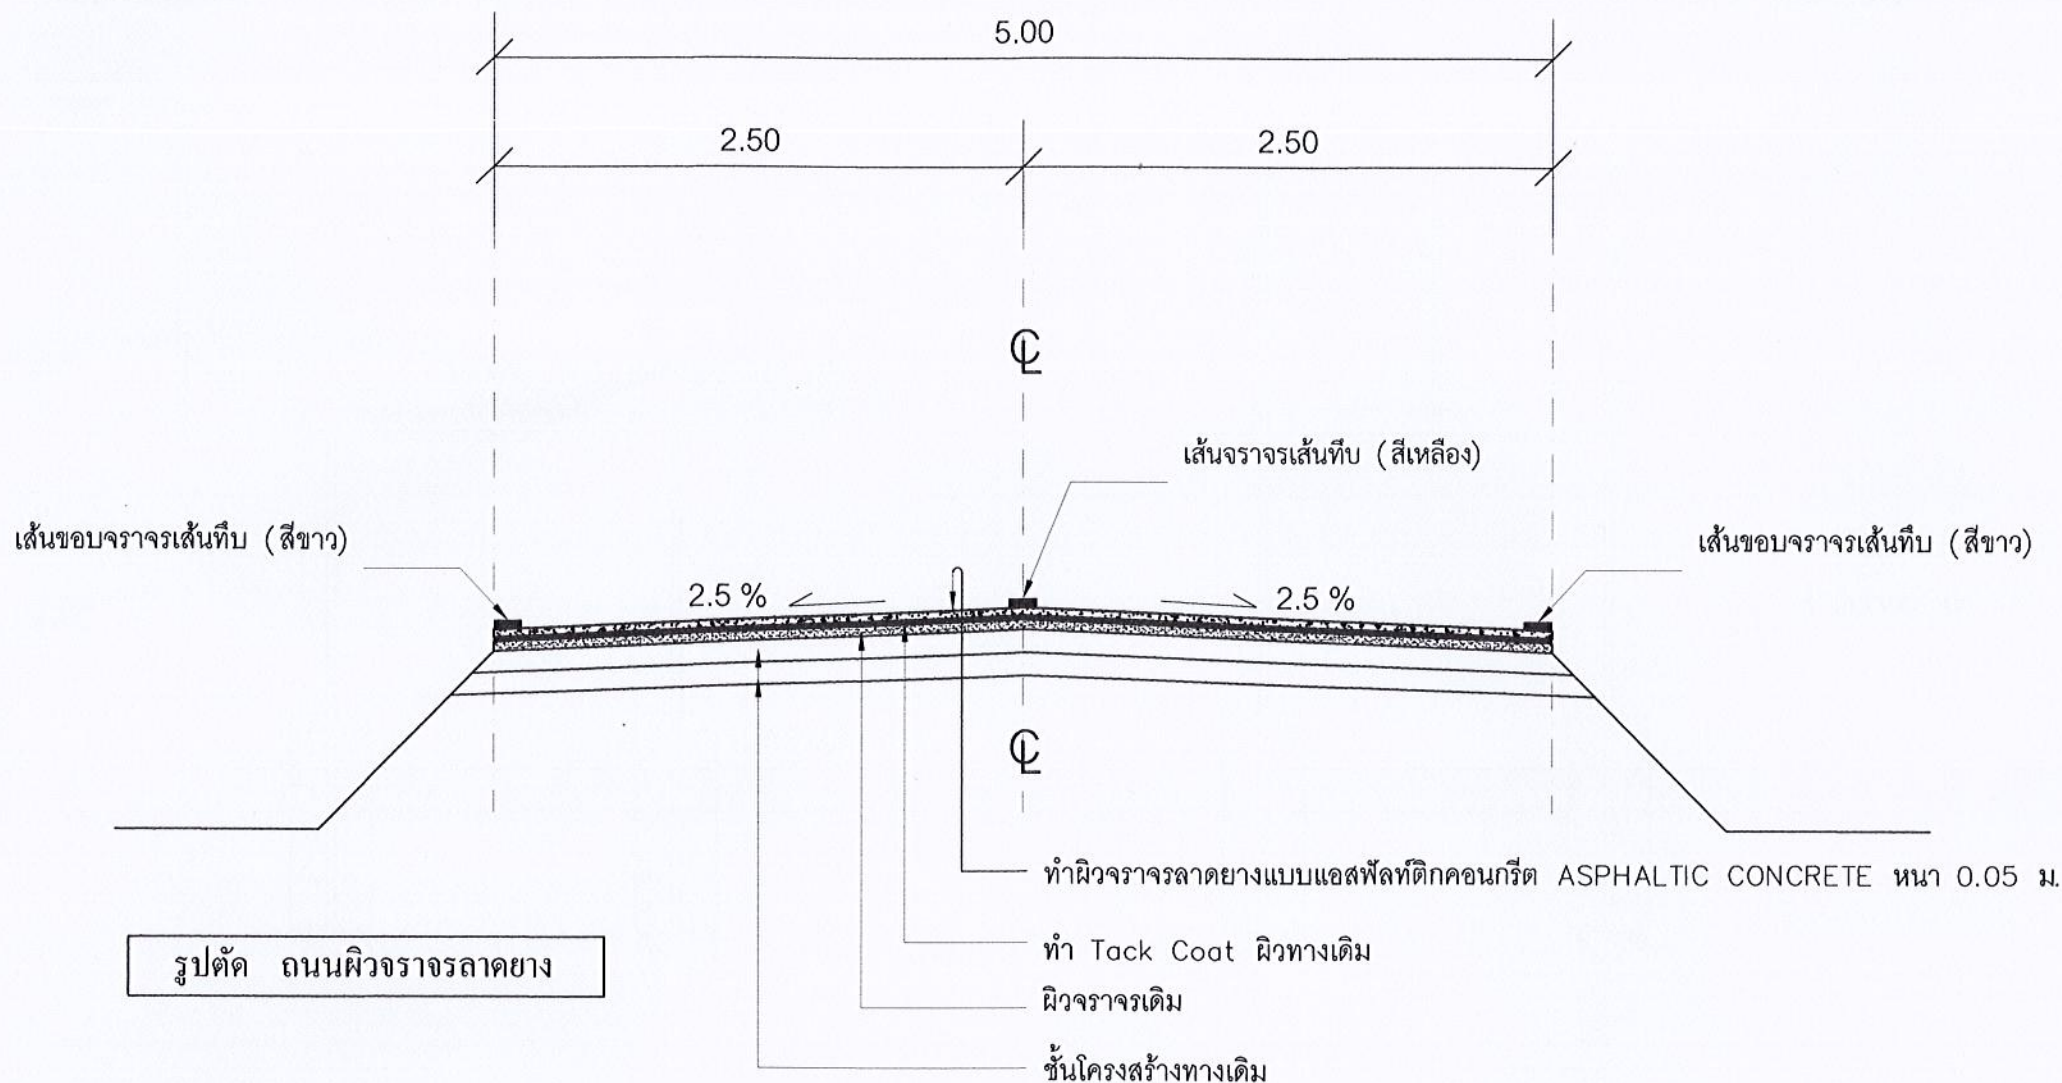 5.00
2.50 2.50
℄
เส้นจราจรเส้นทึบ (สีเหลือง)
เส้นขอบจราจรเส้นทึบ (สีขาว)
เส้นขอบจราจรเส้นทึบ (สีขาว)
2.5 % 2.5 %
℄
ทำผิวจราจรลาดยางแบบแอสฟัลท์ติกคอนกรีต ASPHALTIC CONCRETE หนา 0.05 ม.
ทำ Tack Coat ผิวทางเดิม
รูปตัด ถนนผิวจราจรลาดยาง
ผิวจราจรเดิม
ชั้นโครงสร้างทางเดิม